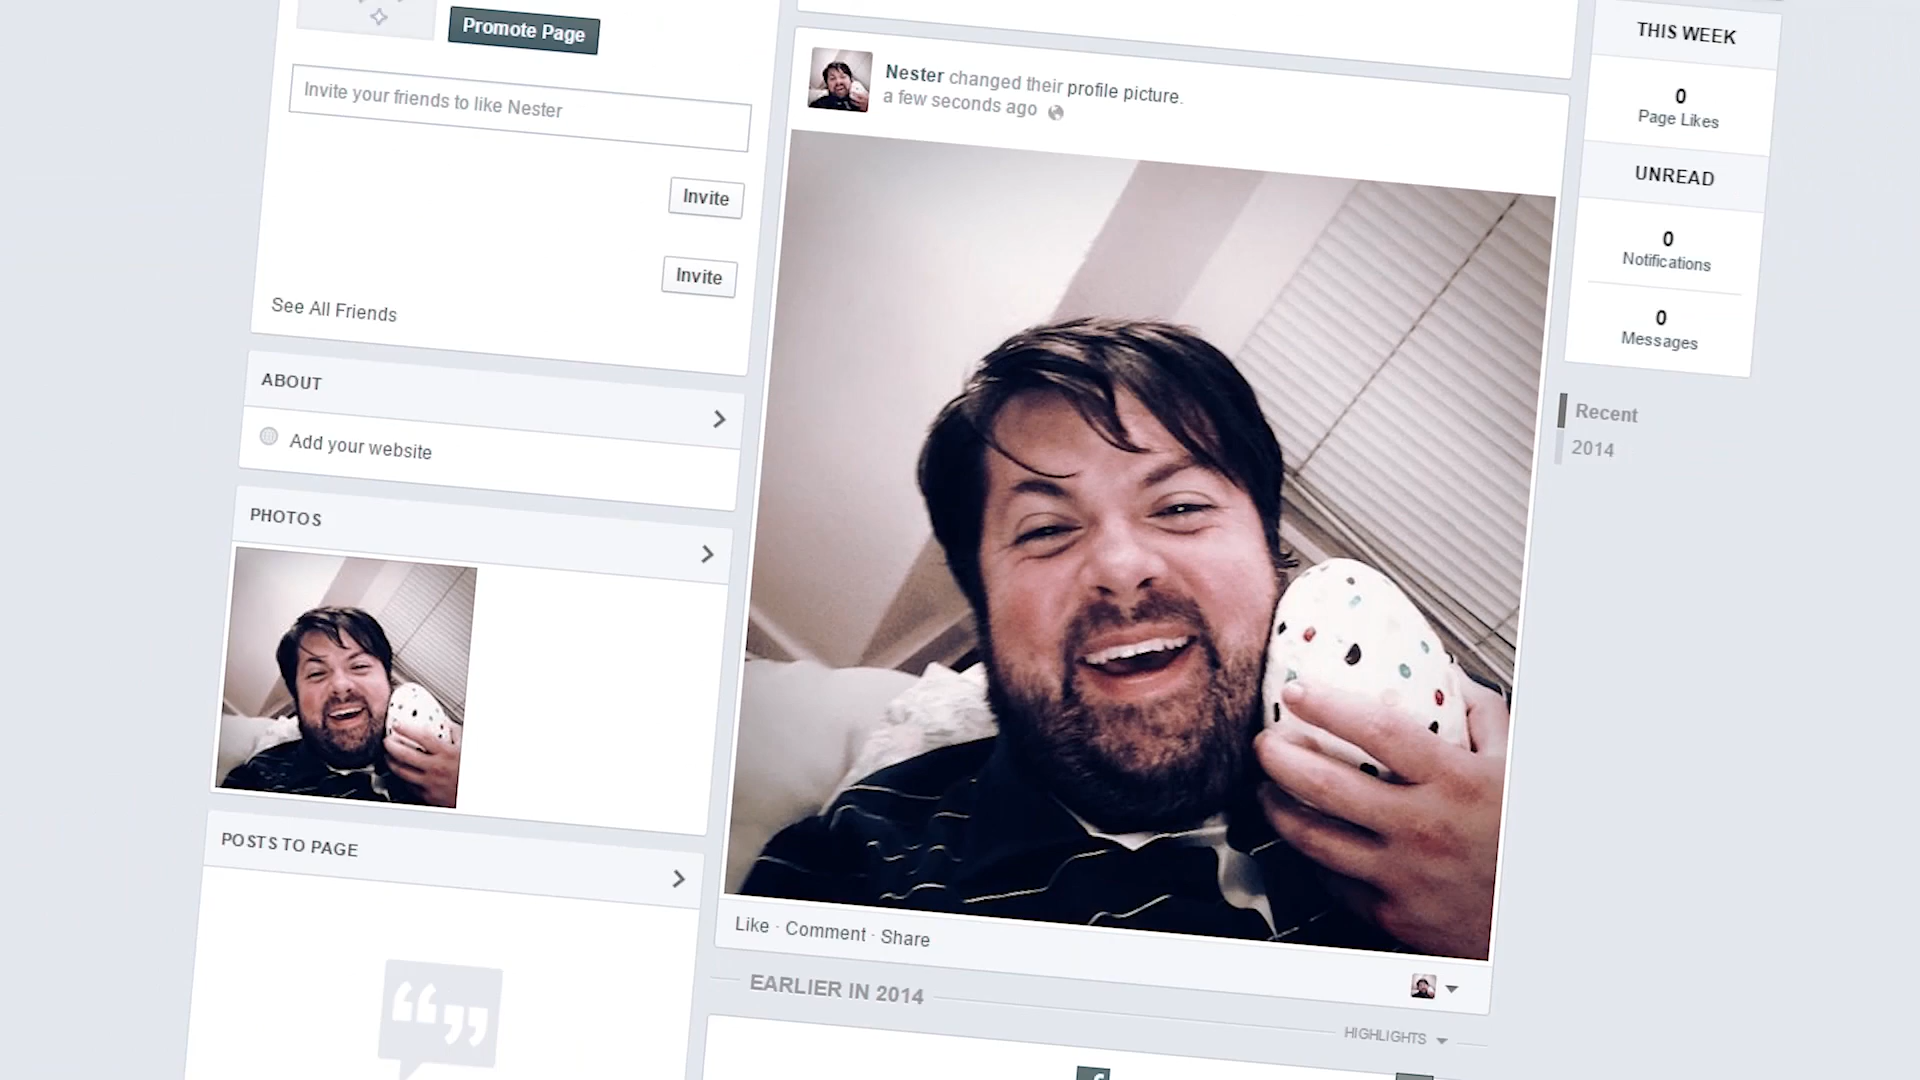 Promote Page
Invite your friends to like Nester
Invite
Invite
See All Friends
ABOUT
Add your website
PHOTOS
POSTS TO PAGE
Nester changed their profile picture.
a few seconds ago
Like · Comment · Share
EARLIER IN 2014
HIGHLIGHTS
THIS WEEK
0
Page Likes
UNREAD
0
Notifications
0
Messages
Recent
2014